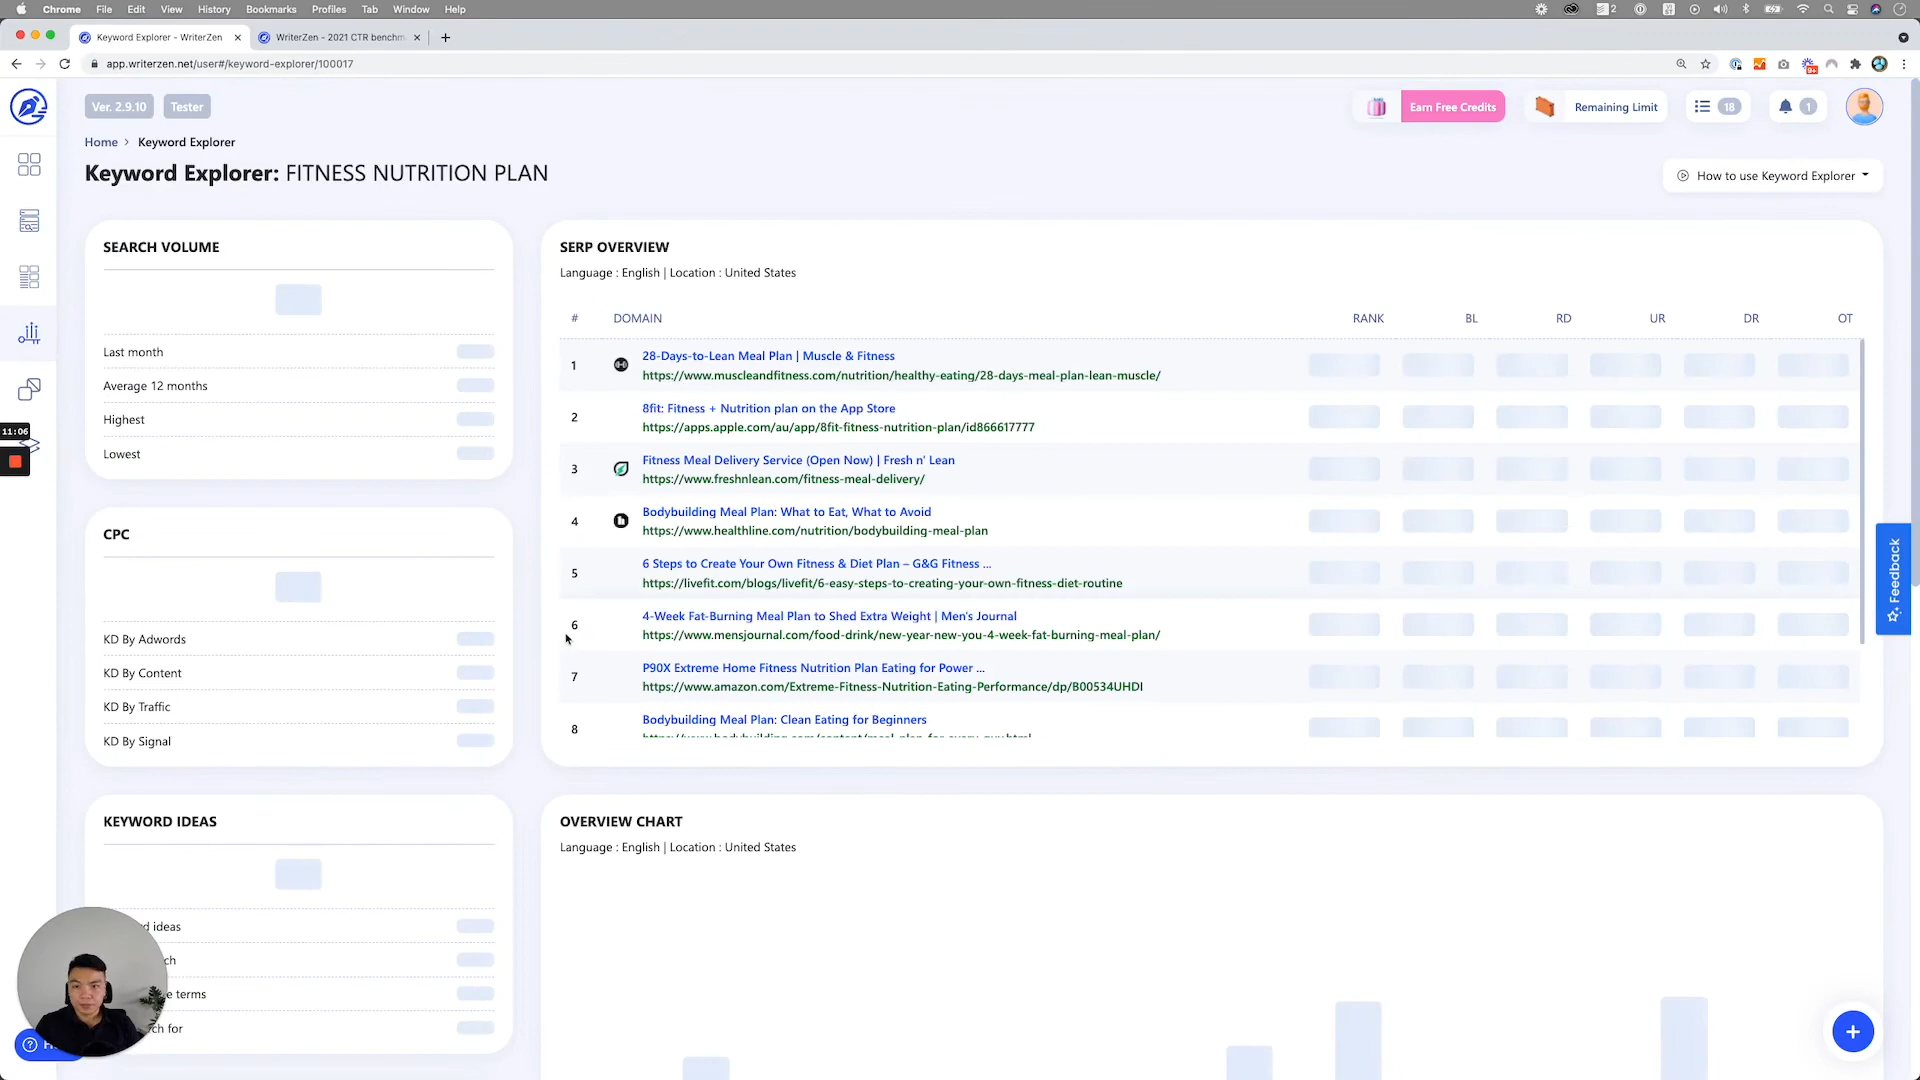 Chrome File Edit View History Bookmarks Profiles Tab Window Help
Keyword Explorer - WriterZen
WriterZen - 2021 CTR benchm
app.writerzen.net/user#/keyword-explorer/100017
Ver. 2.9.10 Tester
Earn Free Credits
Remaining Limit
18
1
Home > Keyword Explorer
Keyword Explorer: FITNESS NUTRITION PLAN
How to use Keyword Explorer
SEARCH VOLUME
Last month
Average 12 months
Highest
Lowest
11:06
CPC
KD By Adwords
KD By Content
KD By Traffic
KD By Signal
KEYWORD IDEAS
d ideas
ch
e terms
ch for
SERP OVERVIEW
Language : English | Location : United States
# DOMAIN RANK BL RD UR DR OT
1 28-Days-to-Lean Meal Plan | Muscle & Fitness
https://www.muscleandfitness.com/nutrition/healthy-eating/28-days-meal-plan-lean-muscle/
2 8fit: Fitness + Nutrition plan on the App Store
https://apps.apple.com/au/app/8fit-fitness-nutrition-plan/id866617777
3 Fitness Meal Delivery Service (Open Now) | Fresh n' Lean
https://www.freshnlean.com/fitness-meal-delivery/
4 Bodybuilding Meal Plan: What to Eat, What to Avoid
https://www.healthline.com/nutrition/bodybuilding-meal-plan
5 6 Steps to Create Your Own Fitness & Diet Plan – G&G Fitness ...
https://livefit.com/blogs/livefit/6-easy-steps-to-creating-your-own-fitness-diet-routine
6 4-Week Fat-Burning Meal Plan to Shed Extra Weight | Men's Journal
https://www.mensjournal.com/food-drink/new-year-new-you-4-week-fat-burning-meal-plan/
7 P90X Extreme Home Fitness Nutrition Plan Eating for Power ...
https://www.amazon.com/Extreme-Fitness-Nutrition-Eating-Performance/dp/B00534UHDI
8 Bodybuilding Meal Plan: Clean Eating for Beginners
Feedback
OVERVIEW CHART
Language : English | Location : United States